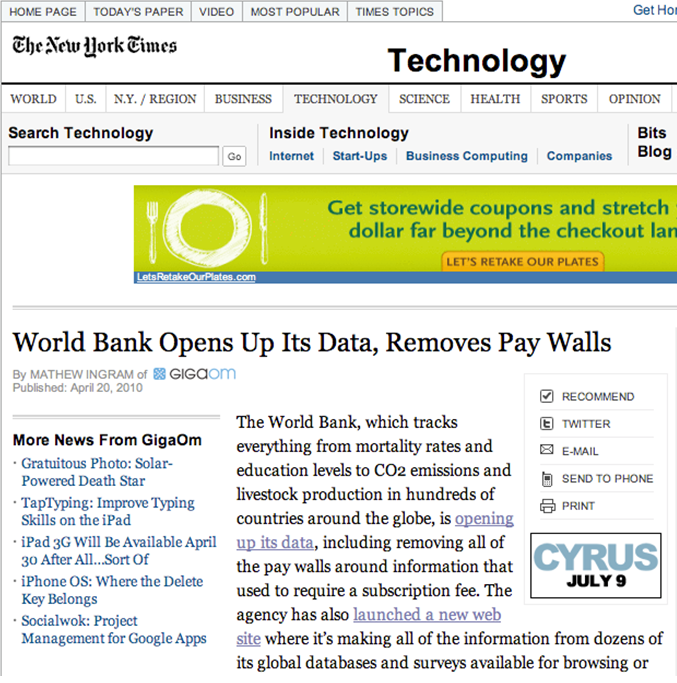 HOME PAGE TODAY'S PAPER VIDEO MOST POPULAR TIMES TOPICS
The New York Times
Technology
WORLD U.S. N.Y. / REGION BUSINESS TECHNOLOGY SCIENCE HEALTH SPORTS OPINION
Search Technology
Go
Inside Technology
Internet Start-Ups Business Computing Companies
Bits
Blog
Get storewide coupons and stretch
dollar far beyond the checkout
LET'S RETAKE OUR PLATES
LetsRetakeOurPlates.com
World Bank Opens Up Its Data, Removes Pay Walls
By MATHEW INGRAM of GIGAOM
Published: April 20, 2010
More News From GigaOm
· Gratuitous Photo: Solar-
Powered Death Star
· TapTyping: Improve Typing
Skills on the iPad
· iPad 3G Will Be Available April
30 After All...Sort Of
· iPhone OS: Where the Delete
Key Belongs
· Socialwok: Project
Management for Google Apps
The World Bank, which tracks
everything from mortality rates and
education levels to CO2 emissions and
livestock production in hundreds of
countries around the globe, is opening
up its data, including removing all of
the pay walls around information that
used to require a subscription fee. The
agency has also launched a new web
site where it's making all of the information from dozens of
its global databases and surveys available for browsing or
RECOMMEND
TWITTER
E-MAIL
SEND TO PHONE
PRINT
CYRUS
JULY 9